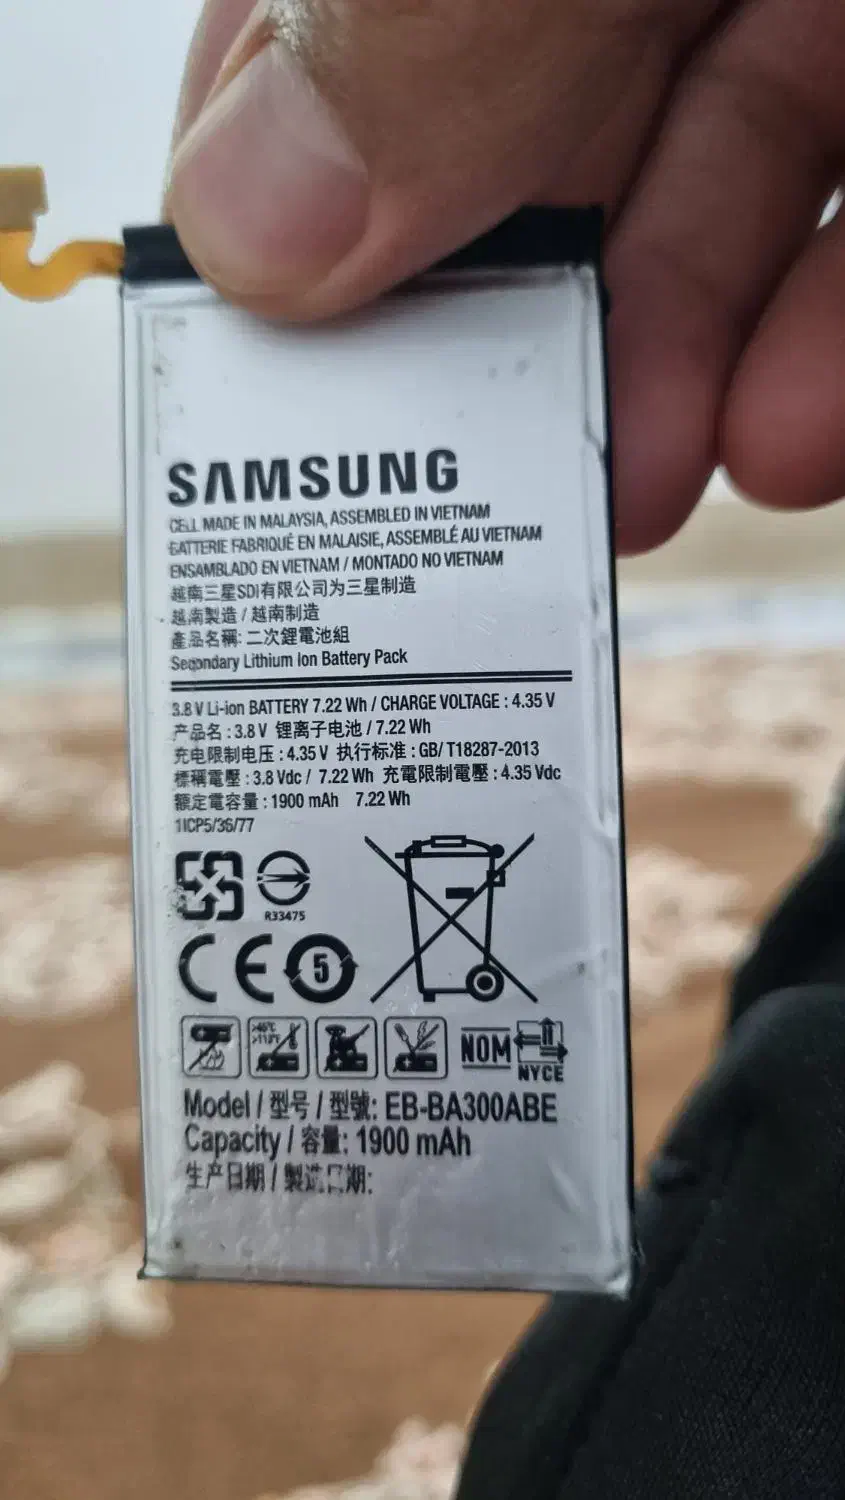 SAMSUNG
CELL MADE IN MALAYSIA, ASSEMBLED IN VIETNAM
BATTERIE FABRIQUÉ EN MALAISIE, ASSEMBLÉ AU VIETNAM
ENSAMBLADO EN VIETNAM / MONTADO NO VIETNAM
越南三星SDI有限公司为三星制造
越南製造 / 越南制造
產品名稱: 二次鋰電池組
Secondary Lithium Ion Battery Pack
3.8 V Li-ion BATTERY 7.22 Wh / CHARGE VOLTAGE : 4.35 V
产品名 : 3.8 V 锂离子电池 / 7.22 Wh
充电限制电压 : 4.35 V 执行标准 : GB/ T18287-2013
標稱電壓 : 3.8 Vdc / 7.22 Wh 充電限制電壓 : 4.35 Vdc
額定電容量 : 1900 mAh 7.22 Wh
1ICP5/36/77
R33475
CE 5
>45°C
>113°F
NOM
NYCE
Model / 型号 / 型號: EB-BA300ABE
Capacity / 容量: 1900 mAh
生产日期 / 製造日期: